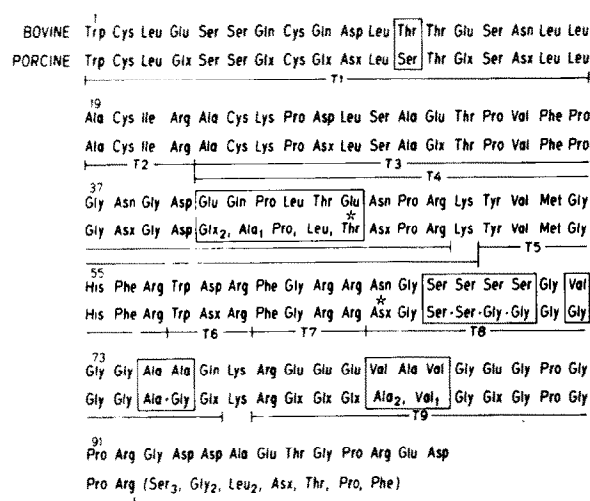 1
BOVINE Trp Cys Leu Glu Ser Ser Gln Cys Gln Asp Leu Thr Thr Glu Ser Asn Leu Leu
PORCINE Trp Cys Leu Glx Ser Ser Glx Cys Glx Asx Leu Ser Thr Glx Ser Asx Leu Leu
T1
19
Ala Cys Ile Arg Ala Cys Lys Pro Asp Leu Ser Ala Glu Thr Pro Val Phe Pro
Ala Cys Ile Arg Ala Cys Lys Pro Asx Leu Ser Ala Glx Thr Pro Val Phe Pro
T2 T3
T4
37
Gly Asn Gly Asp Glu Gln Pro Leu Thr Glu Asn Pro Arg Lys Tyr Val Met Gly
*
Gly Asx Gly Asp Glx2, Ala1 Pro, Leu, Thr Asx Pro Arg Lys Tyr Val Met Gly
T5
55
His Phe Arg Trp Asp Arg Phe Gly Arg Arg Asn Gly Ser Ser Ser Ser Gly Val
*
His Phe Arg Trp Asx Arg Phe Gly Arg Arg Asx Gly Ser-Ser-Gly-Gly Gly Gly
T6 T7 T8
73
Gly Gly Ala Ala Gln Lys Arg Glu Glu Glu Val Ala Val Gly Glu Gly Pro Gly
Gly Gly Ala-Gly Glx Lys Arg Glx Glx Glx Ala2, Val1 Gly Glx Gly Pro Gly
T9
91
Pro Arg Gly Asp Asp Ala Glu Thr Gly Pro Arg Glu Asp
Pro Arg (Ser3, Gly2, Leu2, Asx, Thr, Pro, Phe)